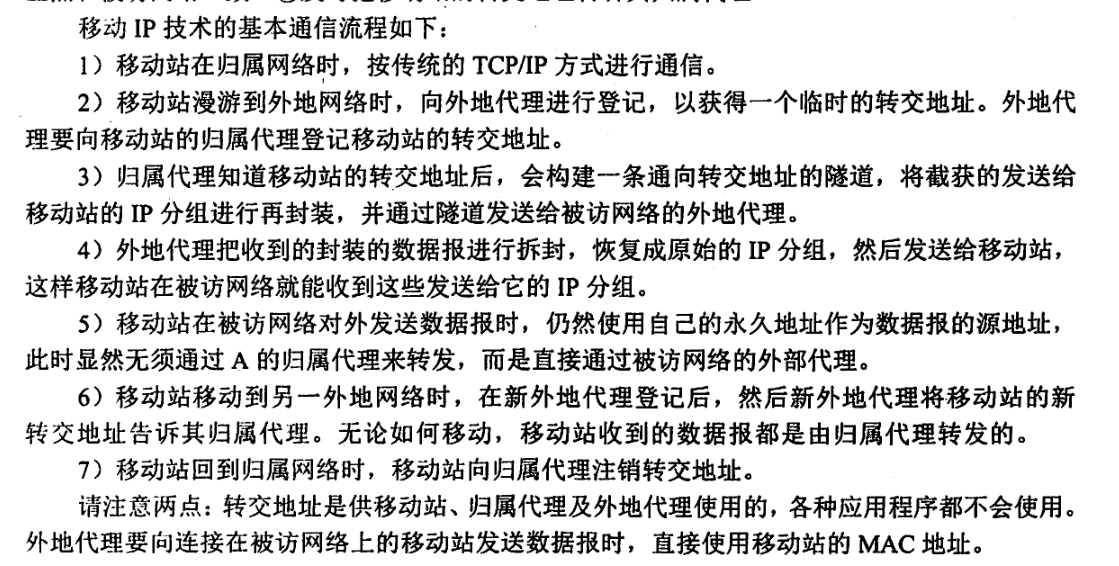 移动 IP 技术的基本通信流程如下：
1）移动站在归属网络时，按传统的 TCP/IP 方式进行通信。
2）移动站漫游到外地网络时，向外地代理进行登记，以获得一个临时的转交地址。外地代
理要向移动站的归属代理登记移动站的转交地址。
3）归属代理知道移动站的转交地址后，会构建一条通向转交地址的隧道，将截获的发送给
移动站的 IP 分组进行再封装，并通过隧道发送给被访网络的外地代理。
4）外地代理把收到的封装的数据报进行拆封，恢复成原始的 IP 分组，然后发送给移动站，
这样移动站在被访网络就能收到这些发送给它的 IP 分组。
5）移动站在被访网络对外发送数据报时，仍然使用自己的永久地址作为数据报的源地址，
此时显然无须通过 A 的归属代理来转发，而是直接通过被访网络的外部代理。
6）移动站移动到另一外地网络时，在新外地代理登记后，然后新外地代理将移动站的新
转交地址告诉其归属代理。无论如何移动，移动站收到的数据报都是由归属代理转发的。
7）移动站回到归属网络时，移动站向归属代理注销转交地址。
请注意两点：转交地址是供移动站、归属代理及外地代理使用的，各种应用程序都不会使用。
外地代理要向连接在被访网络上的移动站发送数据报时，直接使用移动站的 MAC 地址。